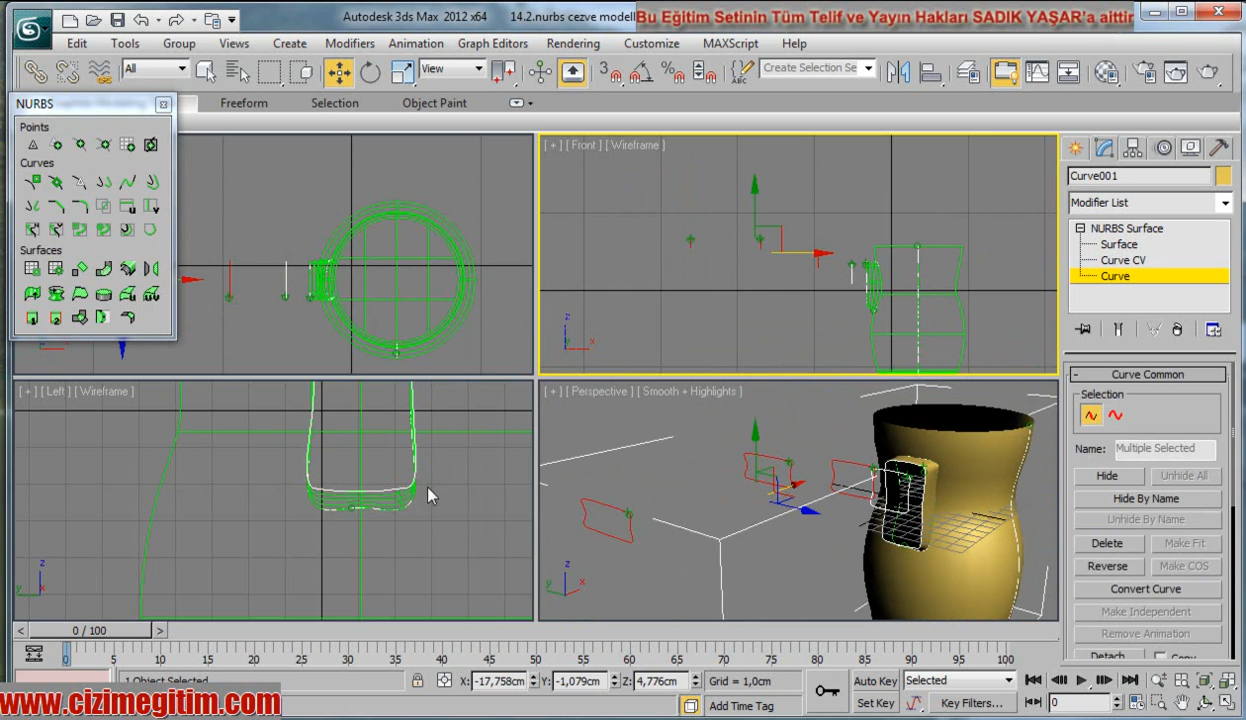 Autodesk 3ds Max 2012 x64
14.2.nurbs cezve modell
Bu Eğitim Setinin Tüm Telif ve Yayın Hakları SADIK YAŞAR'a aittir
Edit Tools Group Views Create Modifiers Animation Graph Editors Rendering Customize MAXScript Help
All
View
3
Create Selection Se
NURBS
Freeform
Selection
Object Paint
Points
Curves
Surfaces
[ + ] [ Front ] [ Wireframe ]
[ + ] [ Left ] [ Wireframe ]
[ + ] [ Perspective ] [ Smooth + Highlights ]
Curve001
Modifier List
NURBS Surface
Surface
Curve CV
Curve
Curve Common
Selection
Name: Multiple Selected
Hide
Unhide All
Hide By Name
Unhide By Name
Delete
Make Fit
Reverse
Make COS
Convert Curve
Make Independent
Remove Animation
Detach
Copy
0 / 100
0 5 10 15 20 25 30 35 40 45 50 55 60 65 70 75 80 85 90 95 100
1 Object Selected
X: -17,758cm Y: -1,079cm Z: 4,776cm
Grid = 1,0cm
Add Time Tag
Auto Key
Selected
Set Key
Key Filters...
0
www.cizimegitim.com